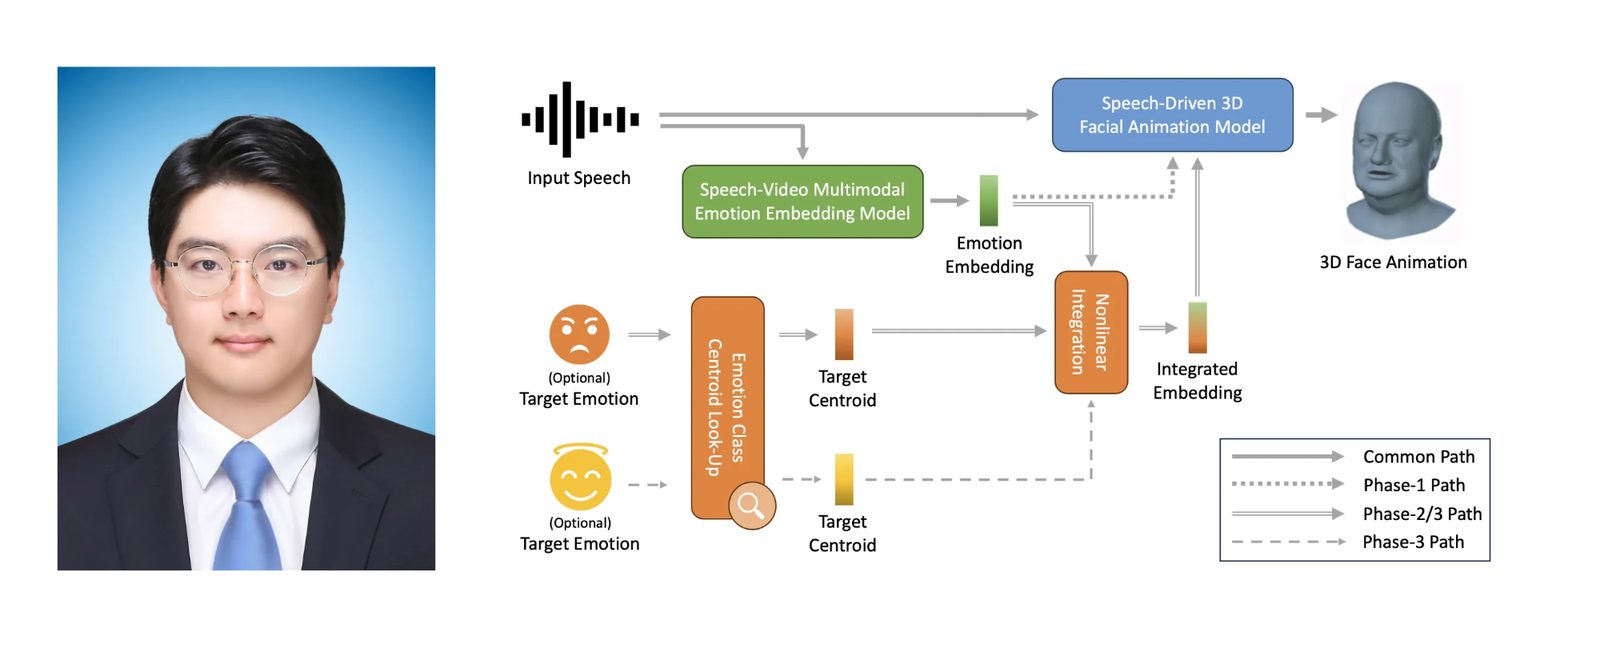 Input Speech
Speech-Driven 3D
Facial Animation Model
Speech-Video Multimodal
Emotion Embedding Model
Emotion
Embedding
3D Face Animation
(Optional)
Target Emotion
Emotion Class
Centroid Look-Up
Target
Centroid
Nonlinear
Integration
Integrated
Embedding
(Optional)
Target Emotion
Target
Centroid
Common Path
Phase-1 Path
Phase-2/3 Path
Phase-3 Path